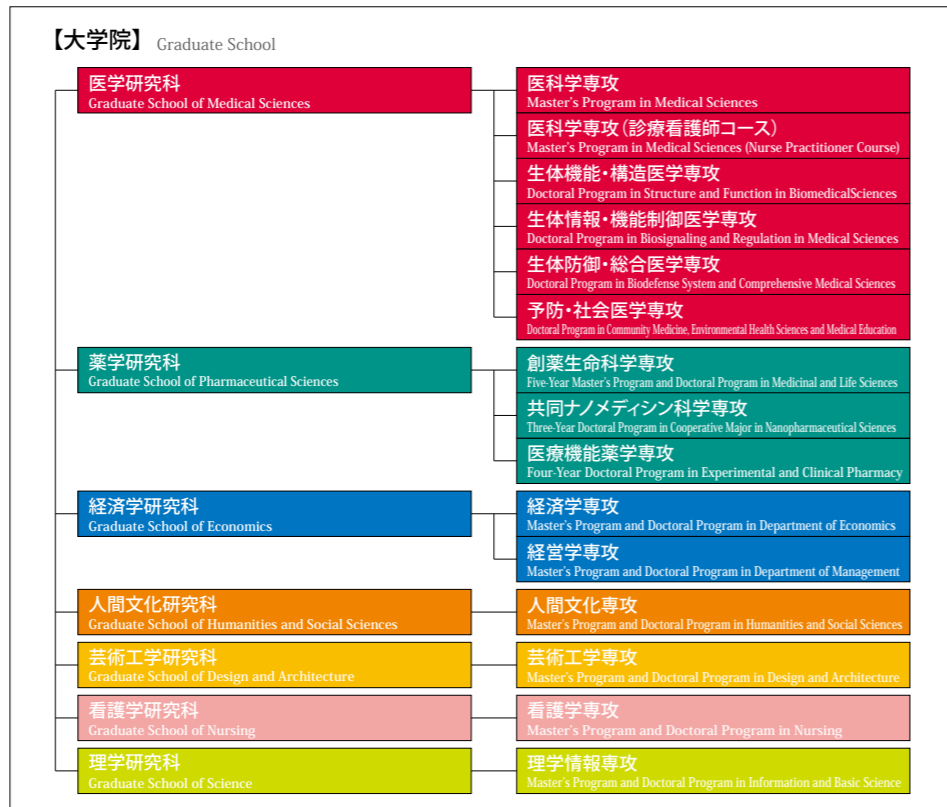 【大学院】 Graduate School
医学研究科
Graduate School of Medical Sciences
医科学専攻
Master's Program in Medical Sciences
医科学専攻(診療看護師コース)
Master's Program in Medical Sciences (Nurse Practitioner Course)
生体機能・構造医学専攻
Doctoral Program in Structure and Function in BiomedicalSciences
生体情報・機能制御医学専攻
Doctoral Program in Biosignaling and Regulation in Medical Sciences
生体防御・総合医学専攻
Doctoral Program in Biodefense System and Comprehensive Medical Sciences
予防・社会医学専攻
Doctoral Program in Community Medicine, Environmental Health Sciences and Medical Education
薬学研究科
Graduate School of Pharmaceutical Sciences
創薬生命科学専攻
Five-Year Master's Program and Doctoral Program in Medicinal and Life Sciences
共同ナノメディシン科学専攻
Three-Year Doctoral Program in Cooperative Major in Nanopharmaceutical Sciences
医療機能薬学専攻
Four-Year Doctoral Program in Experimental and Clinical Pharmacy
経済学研究科
Graduate School of Economics
経済学専攻
Master's Program and Doctoral Program in Department of Economics
経営学専攻
Master's Program and Doctoral Program in Department of Management
人間文化研究科
Graduate School of Humanities and Social Sciences
人間文化専攻
Master's Program and Doctoral Program in Humanities and Social Sciences
芸術工学研究科
Graduate School of Design and Architecture
芸術工学専攻
Master's Program and Doctoral Program in Design and Architecture
看護学研究科
Graduate School of Nursing
看護学専攻
Master's Program and Doctoral Program in Nursing
理学研究科
Graduate School of Science
理学情報専攻
Master's Program and Doctoral Program in Information and Basic Science